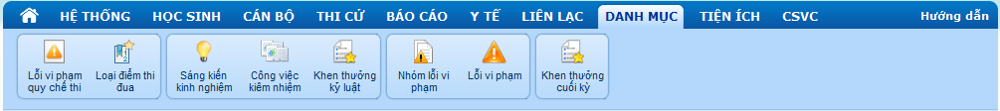 HỆ THỐNG HỌC SINH CÁN BỘ THI CỬ BÁO CÁO Y TẾ LIÊN LẠC DANH MỤC TIỆN ÍCH CSVC Hướng dẫn
Lỗi vi phạm
quy chế thi
Loại điểm thi
đua
Sáng kiến
kinh nghiệm
Công việc
kiêm nhiệm
Khen thưởng
kỷ luật
Nhóm lỗi vi
phạm
Lỗi vi phạm
Khen thưởng
cuối kỳ